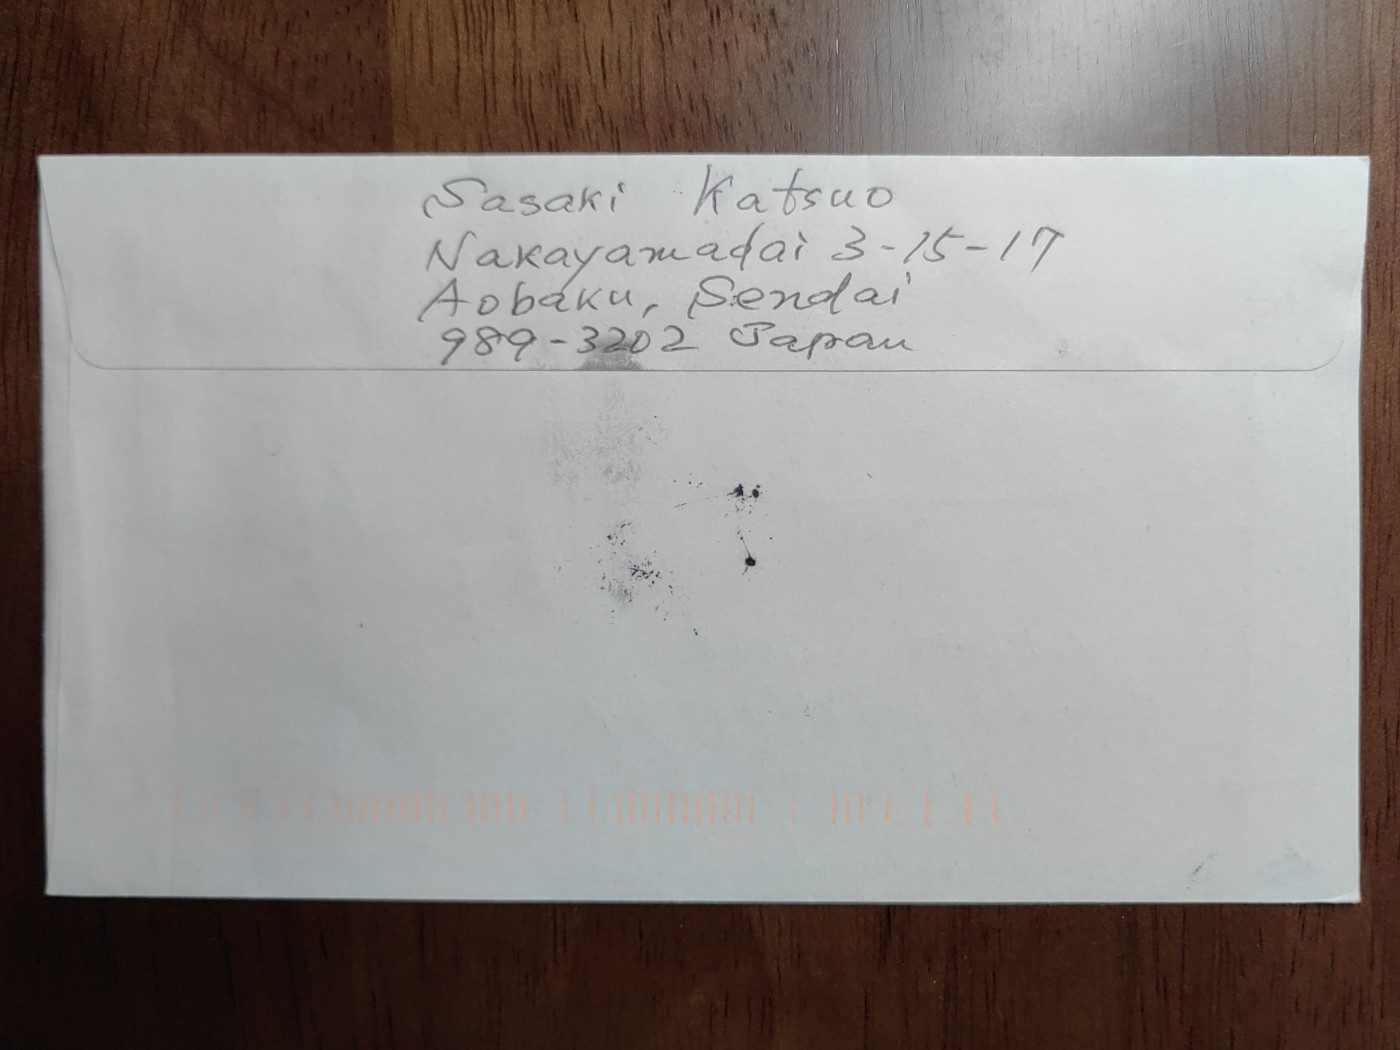 Sasaki Katsuo
Nakayamadai 3-15-17
Aobaku, Sendai
989-3202 Japan